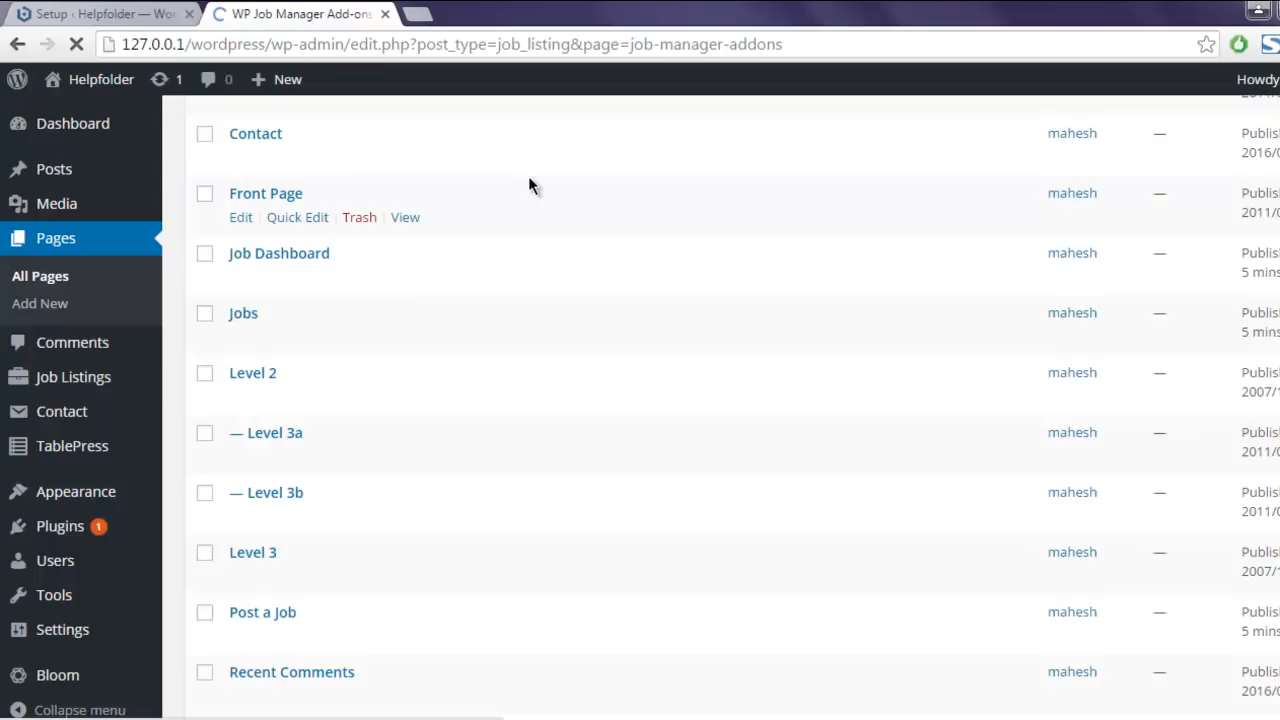 Setup ‹ Helpfolder — Wor
WP Job Manager Add-ons
127.0.0.1/wordpress/wp-admin/edit.php?post_type=job_listing&page=job-manager-addons
Helpfolder 1 0 New Howdy
Dashboard
Posts
Media
Pages
All Pages
Add New
Comments
Job Listings
Contact
TablePress
Appearance
Plugins 1
Users
Tools
Settings
Bloom
Collapse menu
Contact mahesh — Publis
2016/0
Front Page mahesh — Publis
Edit | Quick Edit | Trash | View 2011/0
Job Dashboard mahesh — Publis
5 mins
Jobs mahesh — Publis
5 mins
Level 2 mahesh — Publis
2007/1
— Level 3a mahesh — Publis
2011/0
— Level 3b mahesh — Publis
2011/0
Level 3 mahesh — Publis
2007/1
Post a Job mahesh — Publis
5 mins
Recent Comments mahesh — Publis
2016/0